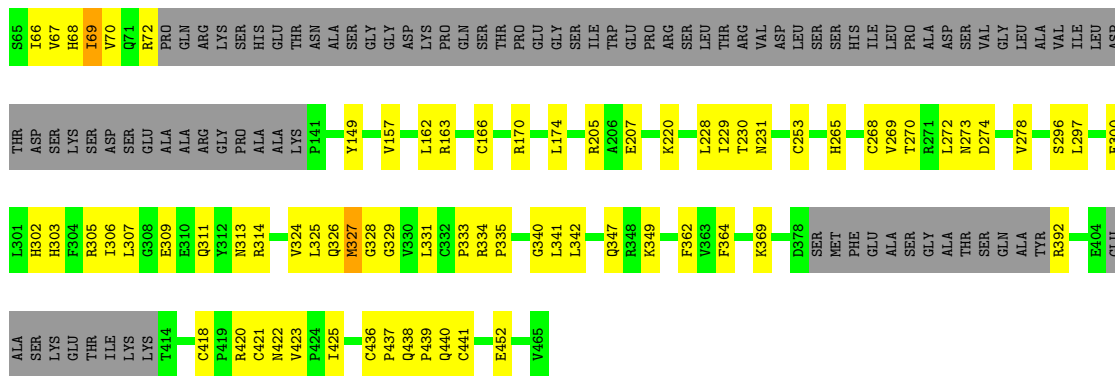 S65 I66 V67 H68 I69 V70 Q71 R72 PRO GLN ARG LYS SER HIS GLU THR ASN ALA SER GLY GLY ASP LYS PRO GLN SER THR PRO GLU GLY SER ILE TRP GLU PRO ARG SER LEU THR ARG VAL ASP LEU SER SER HIS ILE LEU PRO ALA ASP SER VAL GLY LEU ALA VAL ILE LEU ASP
THR ASP SER LYS SER ASP SER GLU ALA ALA ARG GLY PRO ALA ALA LYS P141 Y149 V157 L162 R163 C166 R170 L174 R205 A206 E207 K220 L228 I229 T230 N231 C253 H265 C268 V269 T270 R271 L272 N273 D274 V278 S296 L297 E300
L301 H302 H303 F304 R305 I306 L307 G308 E309 E310 Q311 Y312 N313 R314 V324 L325 Q326 M327 G328 G329 V330 L331 C332 P333 R334 P335 G340 L341 L342 Q347 R348 K349 F362 V363 F364 K369 D378 SER MET PHE GLU ALA SER GLY ALA THR SER GLN ALA TYR R392 E404 GLU
ALA SER LYS GLU THR ILE LYS LYS T414 C418 P419 R420 C421 N422 V423 P424 I425 C436 P437 Q438 P439 Q440 C441 E452 V465